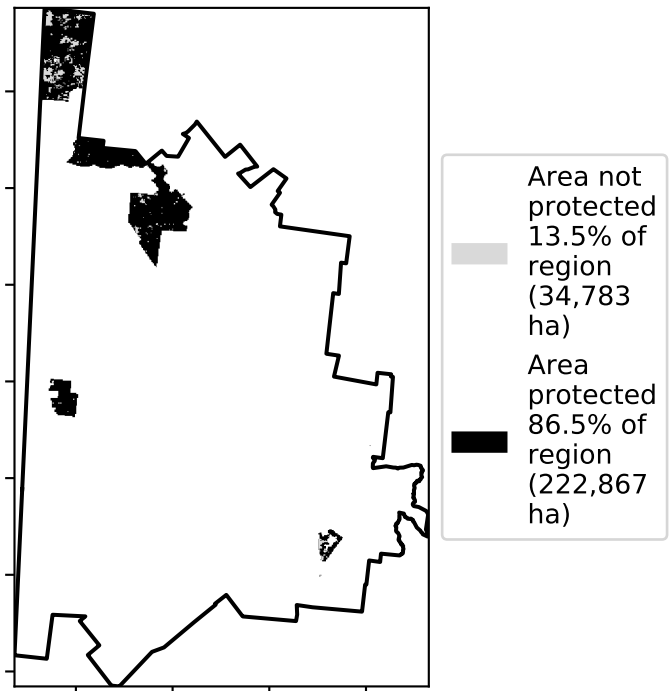 Area not
protected
13.5% of
region
(34,783
ha)
Area
protected
86.5% of
region
(222,867
ha)